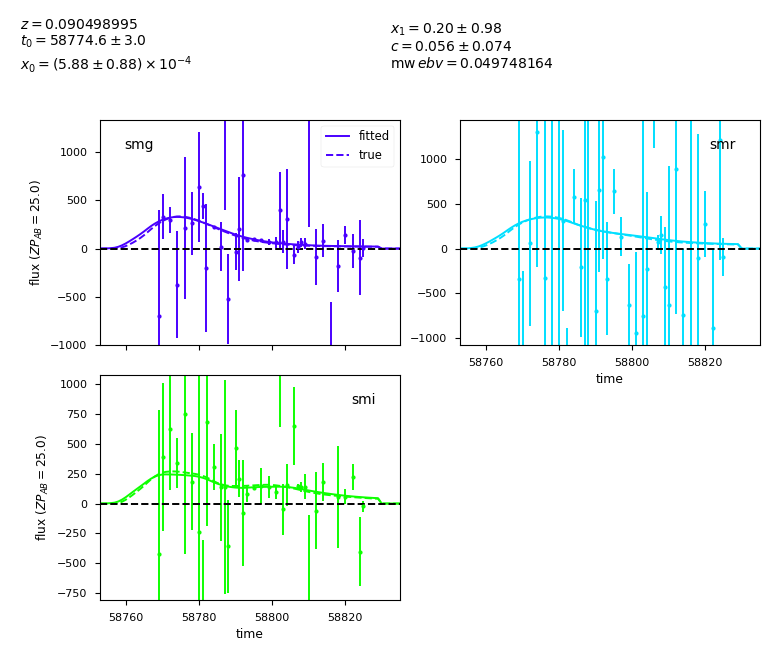 z = 0.090498995
t₀ = 58774.6 ± 3.0
x₀ = (5.88 ± 0.88) × 10⁻⁴
x₁ = 0.20 ± 0.98
c = 0.056 ± 0.074
mw ebv = 0.049748164
smg
fitted
true
1000
500
0
−500
−1000
flux (ZP_AB = 25.0)
smr
1000
500
0
−500
−1000
58760 58780 58800 58820
time
smi
1000
750
500
250
0
−250
−500
−750
flux (ZP_AB = 25.0)
58760 58780 58800 58820
time